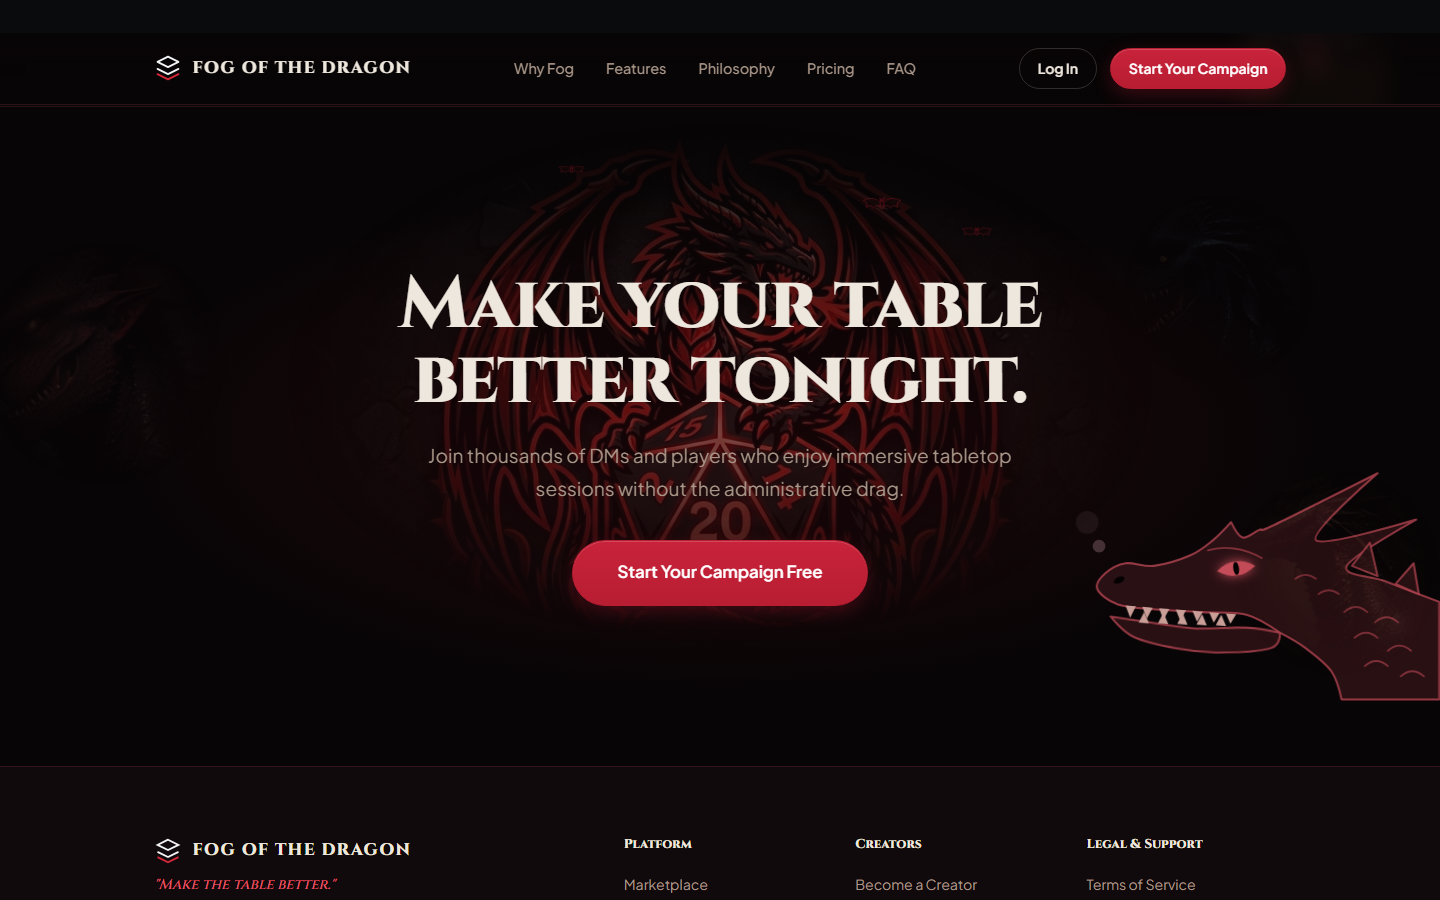 FOG OF THE DRAGON
Why Fog
Features
Philosophy
Pricing
FAQ
Log In
Start Your Campaign
MAKE YOUR TABLE
BETTER TONIGHT.
15
Join thousands of DMs and players who enjoy immersive tabletop
sessions without the administrative drag.
20
Start Your Campaign Free
FOG OF THE DRAGON
"MAKE THE TABLE BETTER."
PLATFORM
Marketplace
CREATORS
Become a Creator
LEGAL & SUPPORT
Terms of Service